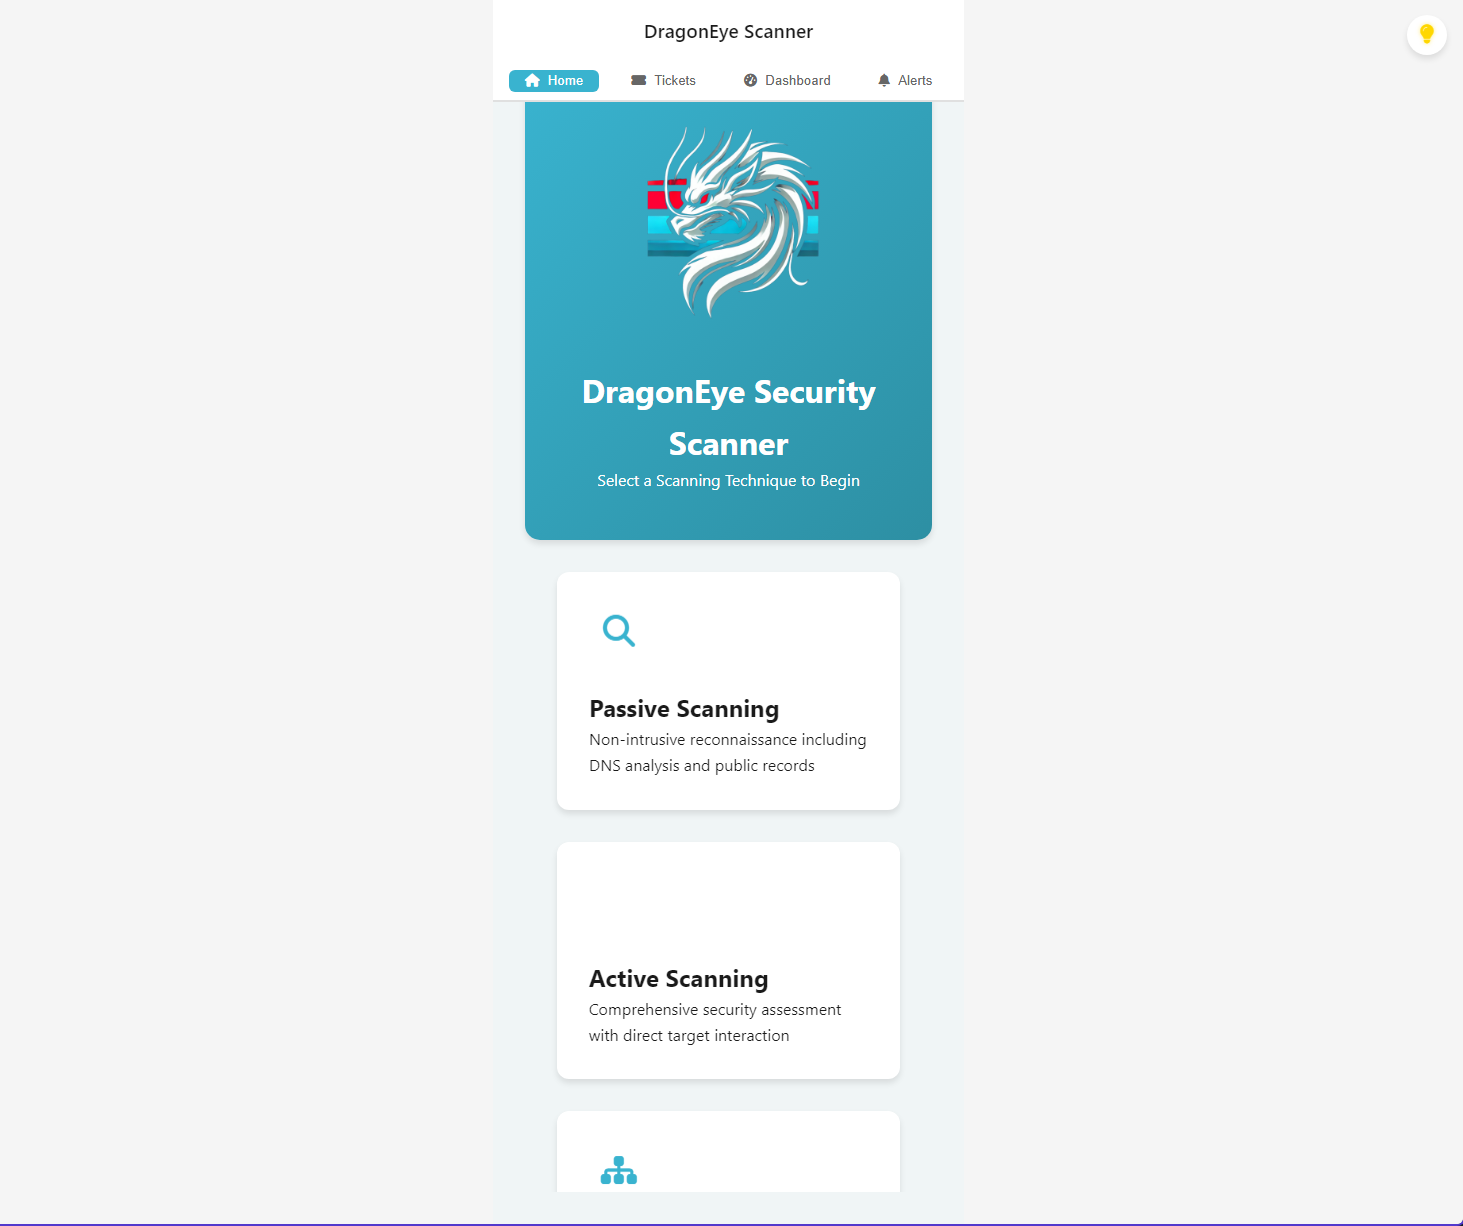 DragonEye Scanner
Home
Tickets
Dashboard
Alerts
DragonEye Security
Scanner
Select a Scanning Technique to Begin
Passive Scanning
Non-intrusive reconnaissance including
DNS analysis and public records
Active Scanning
Comprehensive security assessment
with direct target interaction